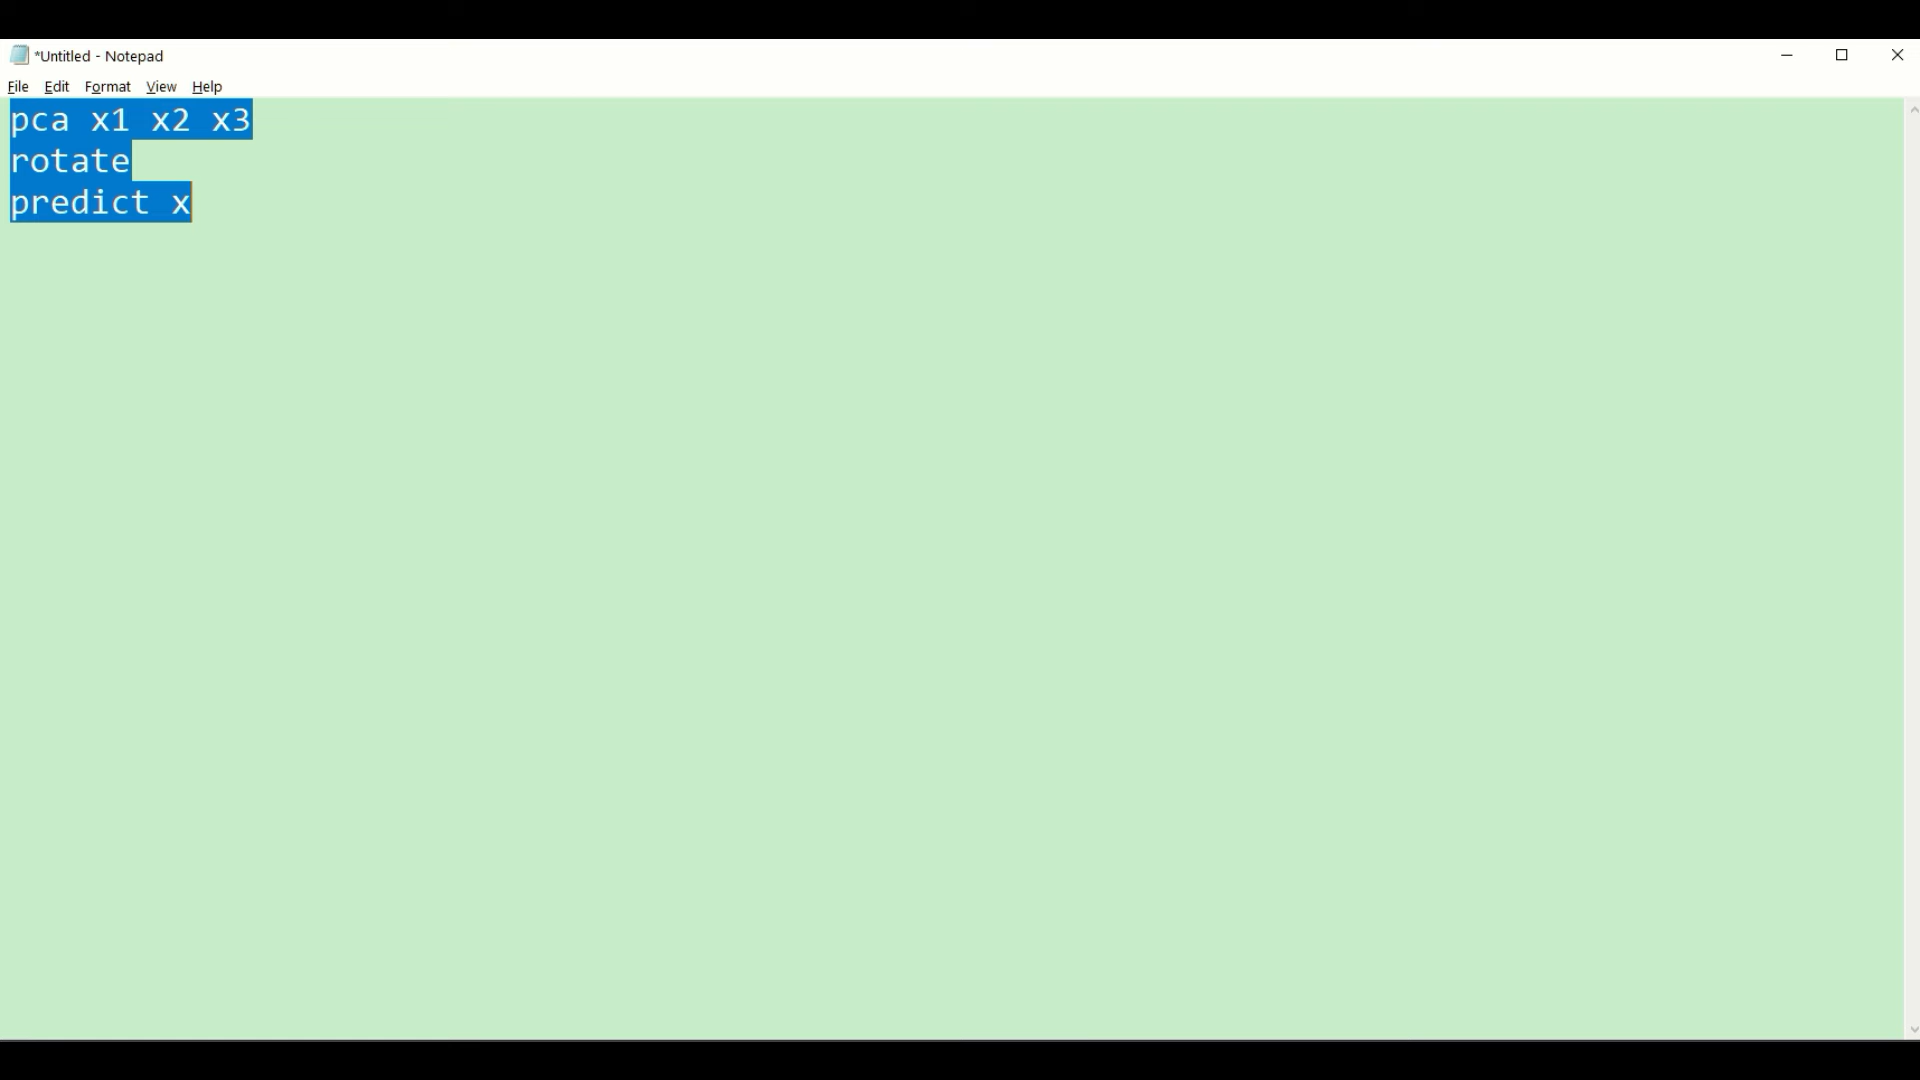 *Untitled - Notepad
File Edit Format View Help
pca x1 x2 x3
rotate
predict x